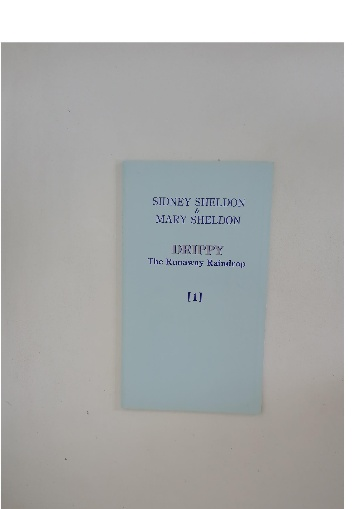 SIDNEY SHELDON
&
MARY SHELDON
DRIPPY
The Runaway Raindrop
[1]